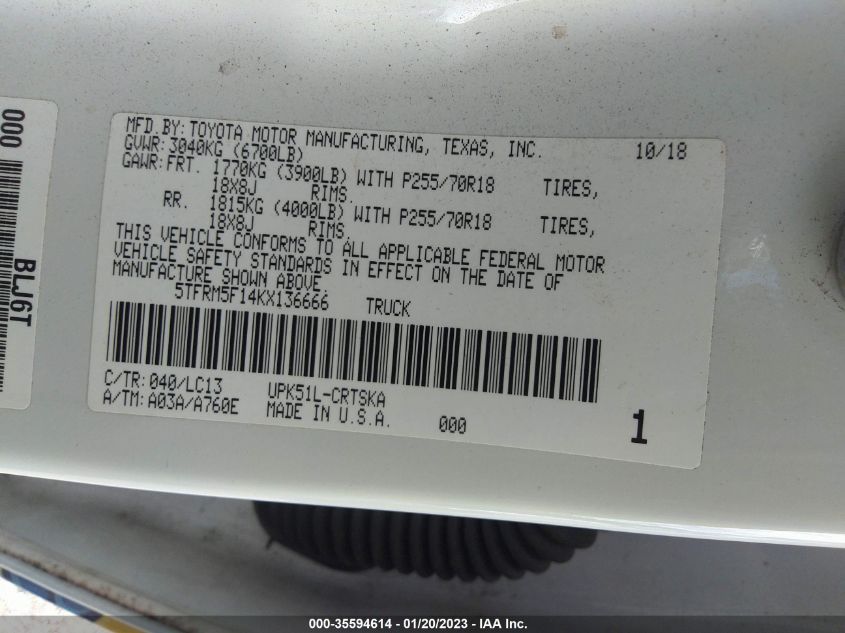 MFD.BY:TOYOTA MOTOR MANUFACTURING, TEXAS, INC. 10/18
GVWR:3040KG (6700LB)
GAWR:FRT. 1770KG (3900LB) WITH P255/70R18 TIRES,
18X8J RIMS.
RR. 1815KG (4000LB) WITH P255/70R18 TIRES,
18X8J RIMS.
THIS VEHICLE CONFORMS TO ALL APPLICABLE FEDERAL MOTOR
VEHICLE SAFETY STANDARDS IN EFFECT ON THE DATE OF
MANUFACTURE SHOWN ABOVE.
5TFRM5F14KX136666 TRUCK
C/TR:040/LC13 UPK51L-CRTSKA
A/TM:A03A/A760E MADE IN U.S.A. 000 1
000
BLJ6T
000-35594614 - 01/20/2023 - IAA Inc.